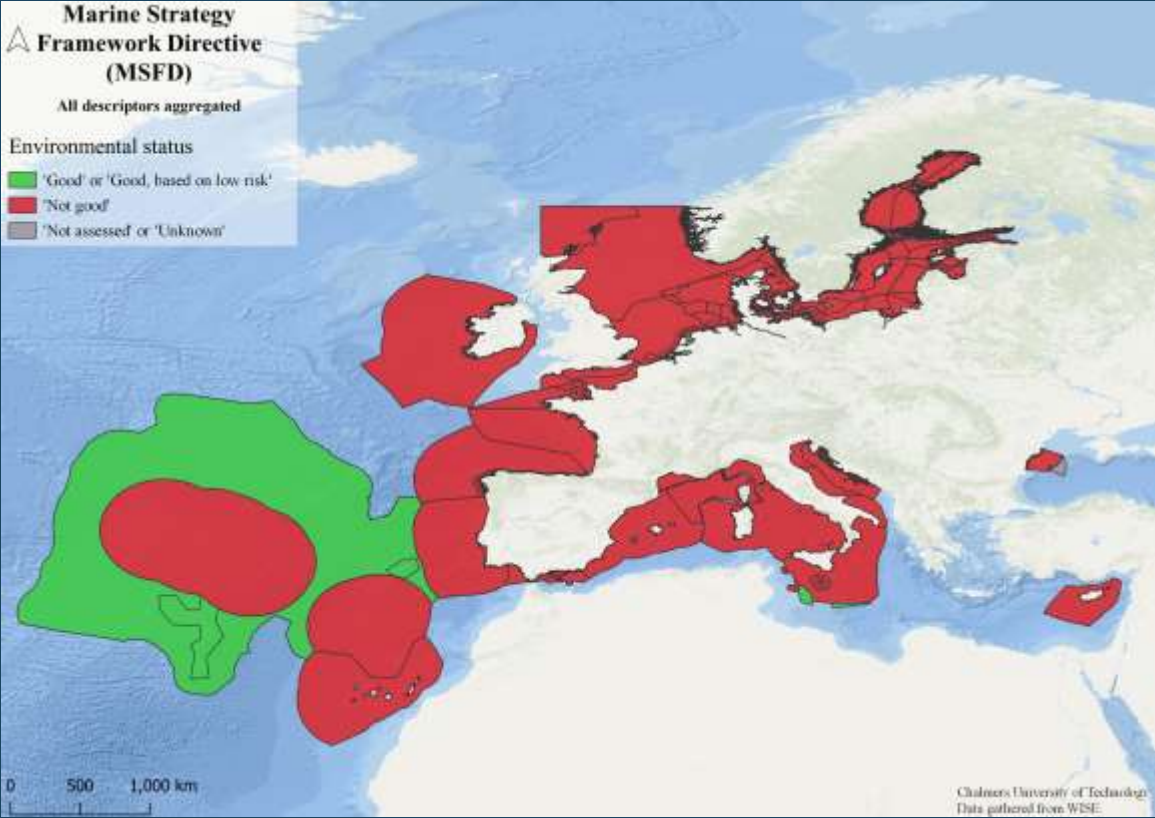 Marine Strategy
Framework Directive
(MSFD)
All descriptors aggregated
Environmental status
'Good' or 'Good, based on low risk'
'Not good'
'Not assessed' or 'Unknown'
0 500 1,000 km
Chalmers University of Technology
Data gathered from WISE